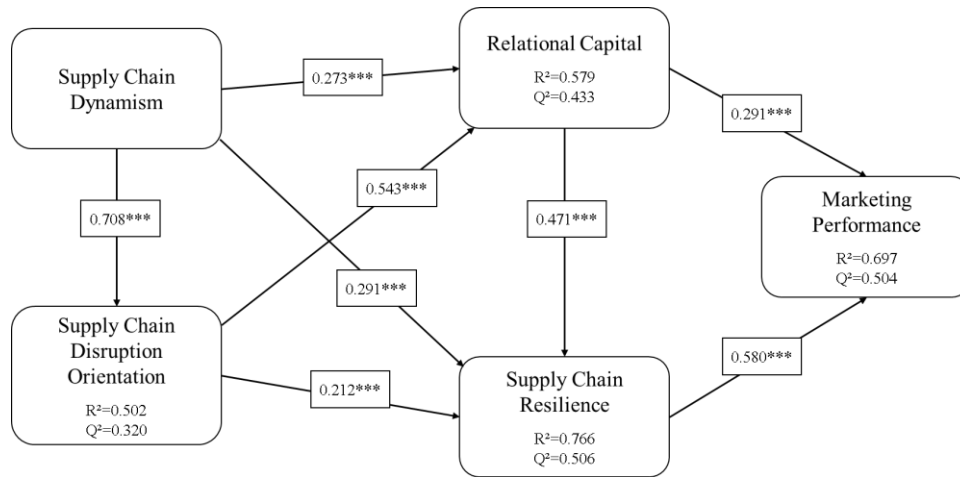 Supply Chain
Dynamism
0.273***
Relational Capital
R²=0.579
Q²=0.433
0.291***
0.543***
0.708***
0.471***
Marketing
Performance
R²=0.697
Q²=0.504
0.291***
Supply Chain
Disruption
Orientation
R²=0.502
Q²=0.320
0.212***
0.580***
Supply Chain
Resilience
R²=0.766
Q²=0.506